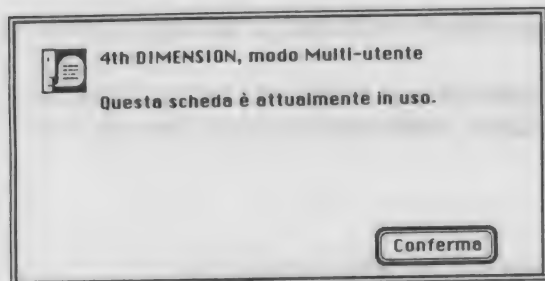 4th DIMENSION, modo Multi-utente
Questa scheda è attualmente in uso.
Conferma